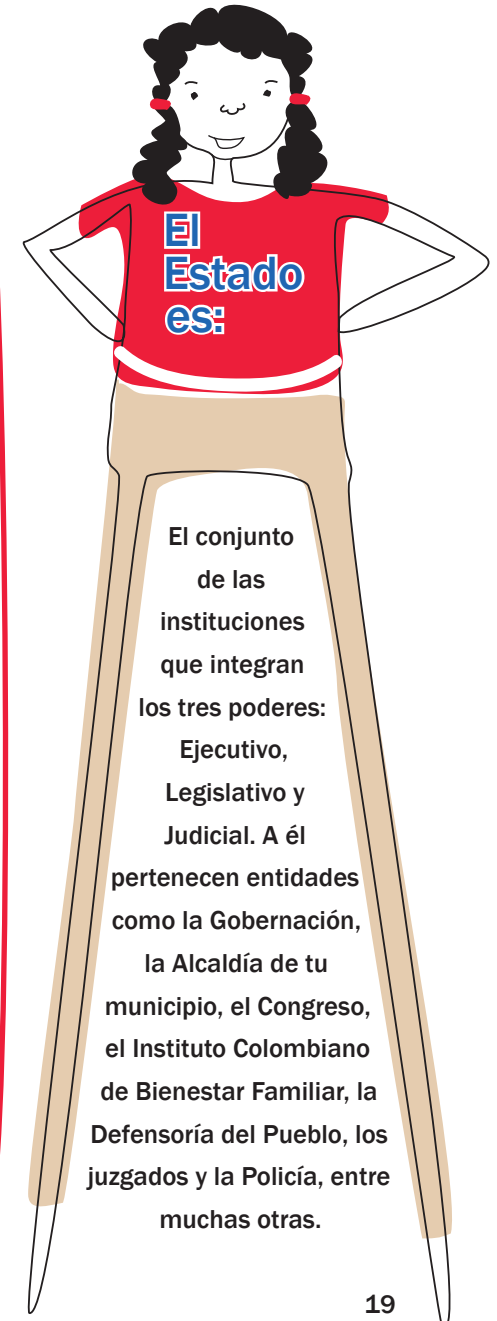 El
Estado
es:
El conjunto
de las
instituciones
que integran
los tres poderes:
Ejecutivo,
Legislativo y
Judicial. A él
pertenecen entidades
como la Gobernación,
la Alcaldía de tu
municipio, el Congreso,
el Instituto Colombiano
de Bienestar Familiar, la
Defensoría del Pueblo, los
juzgados y la Policía, entre
muchas otras.
19